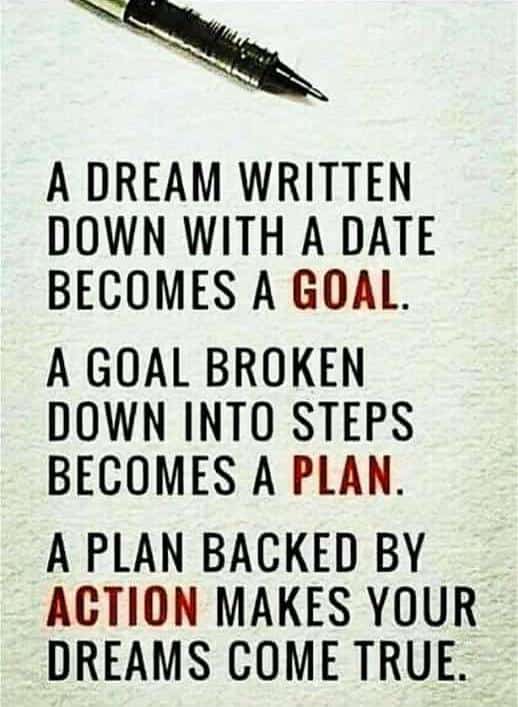 A DREAM WRITTEN
DOWN WITH A DATE
BECOMES A GOAL.
A GOAL BROKEN
DOWN INTO STEPS
BECOMES A PLAN.
A PLAN BACKED BY
ACTION MAKES YOUR
DREAMS COME TRUE.